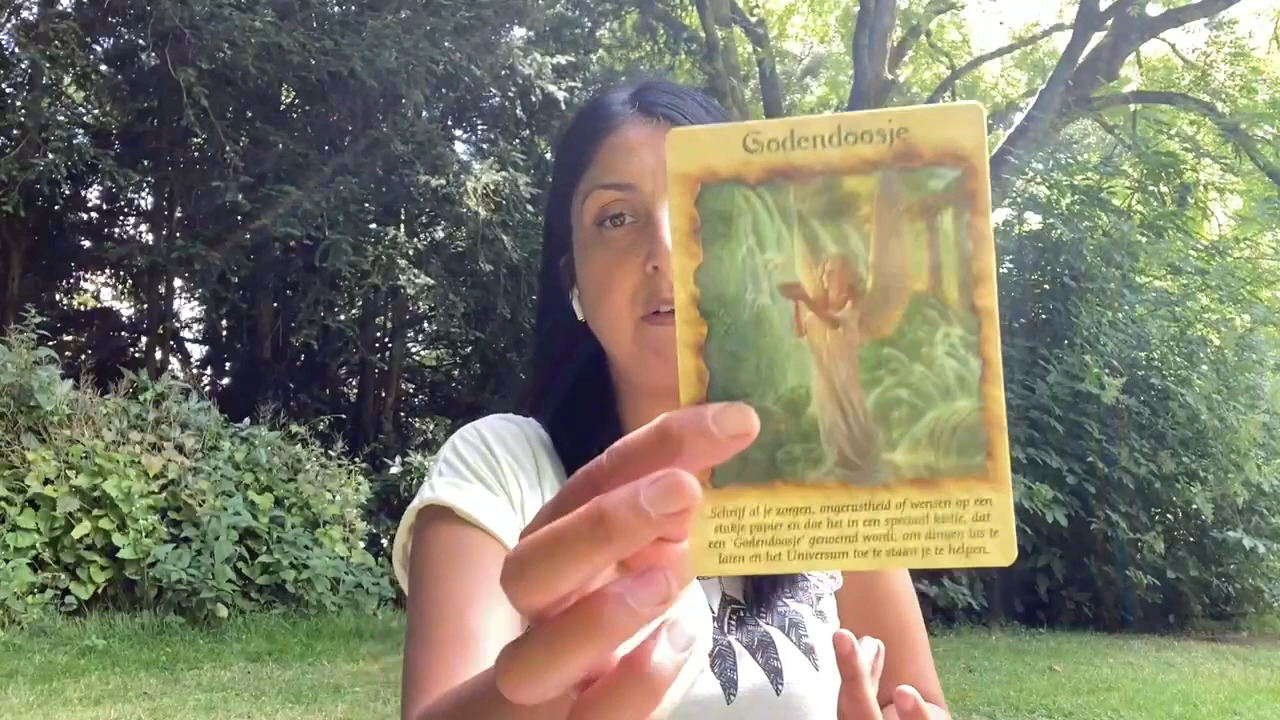 Godendoosje
Schrijf al je zorgen, ongerustheid of wensen op een
stukje papier en doe het in een speciaal kistje, dat
een 'Godendoosje' genoemd wordt, om dingen los te
laten en het Universum toe te staan je te helpen.